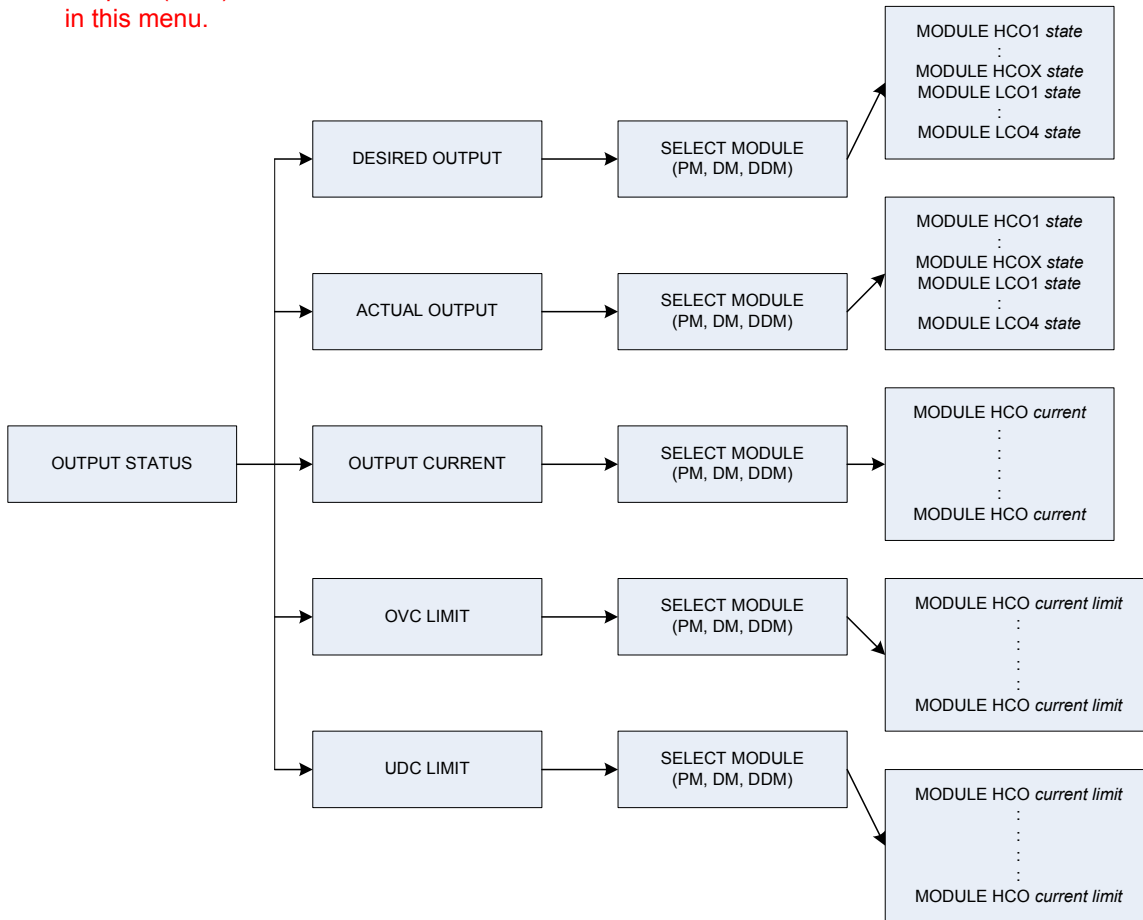 in this menu.
OUTPUT STATUS
DESIRED OUTPUT
SELECT MODULE
(PM, DM, DDM)
MODULE HCO1 state
:
MODULE HCOX state
MODULE LCO1 state
:
MODULE LCO4 state
ACTUAL OUTPUT
SELECT MODULE
(PM, DM, DDM)
MODULE HCO1 state
:
MODULE HCOX state
MODULE LCO1 state
:
MODULE LCO4 state
OUTPUT CURRENT
SELECT MODULE
(PM, DM, DDM)
MODULE HCO current
:
:
:
:
MODULE HCO current
OVC LIMIT
SELECT MODULE
(PM, DM, DDM)
MODULE HCO current limit
:
:
:
:
MODULE HCO current limit
UDC LIMIT
SELECT MODULE
(PM, DM, DDM)
MODULE HCO current limit
:
:
:
:
MODULE HCO current limit